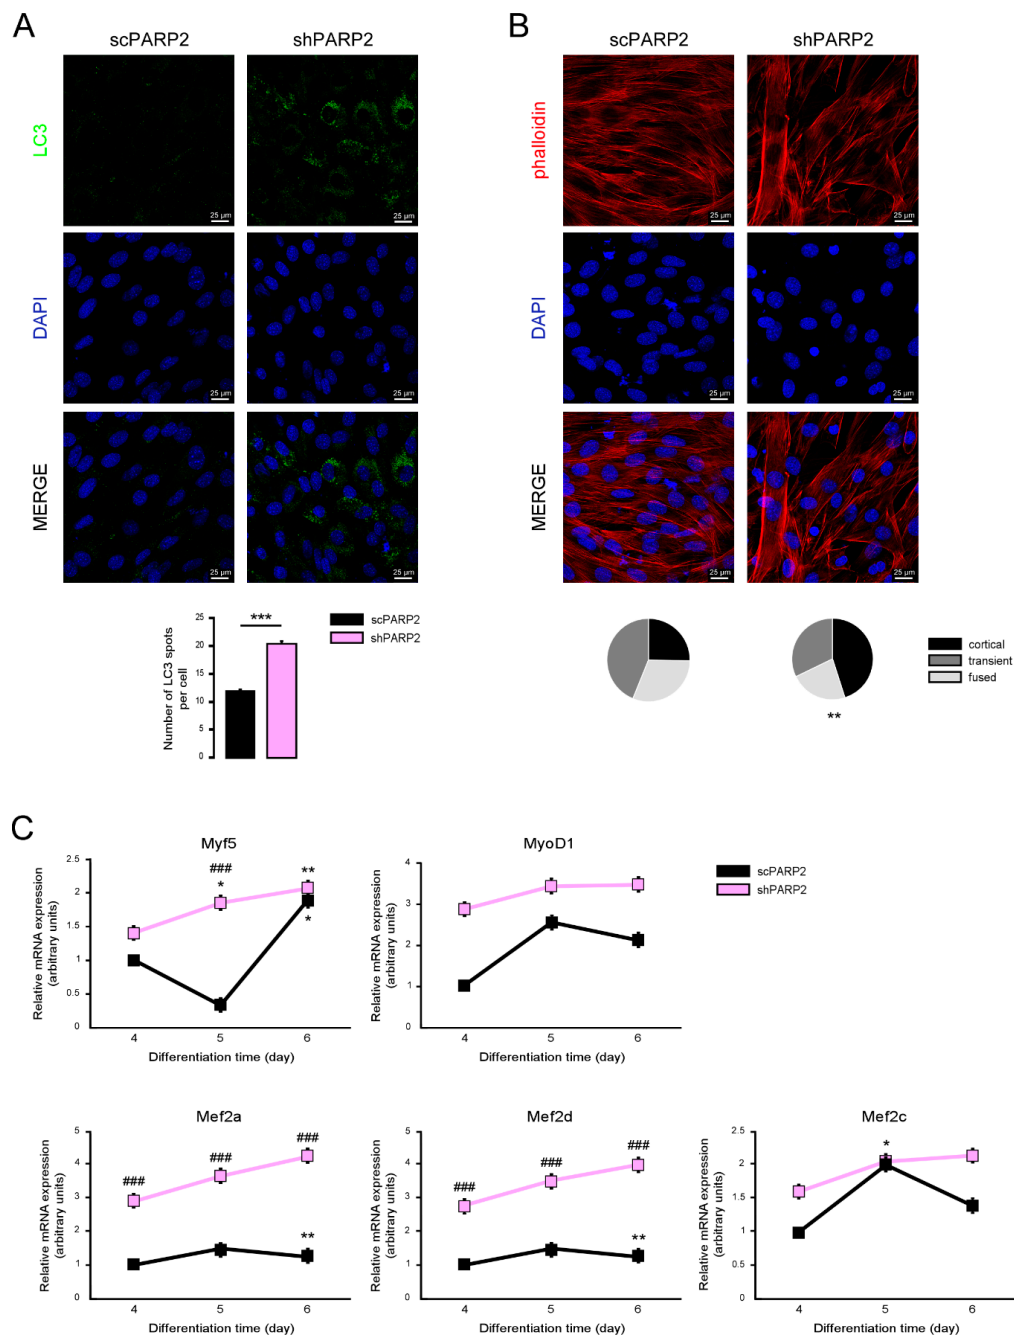 A
scPARP2 shPARP2
LC3
25 µm 25 µm
DAPI
25 µm 25 µm
MERGE
25 µm 25 µm
Number of LC3 spots
per cell
25
20
15
10
5
0
***
scPARP2
shPARP2
B
scPARP2 shPARP2
phalloidin
25 µm 25 µm
DAPI
25 µm 25 µm
MERGE
25 µm 25 µm
cortical
transient
fused
**
C
Myf5
Relative mRNA expression
(arbitrary units)
2.5
2
1.5
1
0.5
0
###
*
**
*
4 5 6
Differentiation time (day)
MyoD1
Relative mRNA expression
(arbitrary units)
4
3
2
1
0
4 5 6
Differentiation time (day)
scPARP2
shPARP2
Mef2a
Relative mRNA expression
(arbitrary units)
5
4
3
2
1
0
### ### ###
**
4 5 6
Differentiation time (day)
Mef2d
Relative mRNA expression
(arbitrary units)
5
4
3
2
1
0
### ### ###
**
4 5 6
Differentiation time (day)
Mef2c
Relative mRNA expression
(arbitrary units)
2.5
2
1.5
1
0.5
0
*
4 5 6
Differentiation time (day)